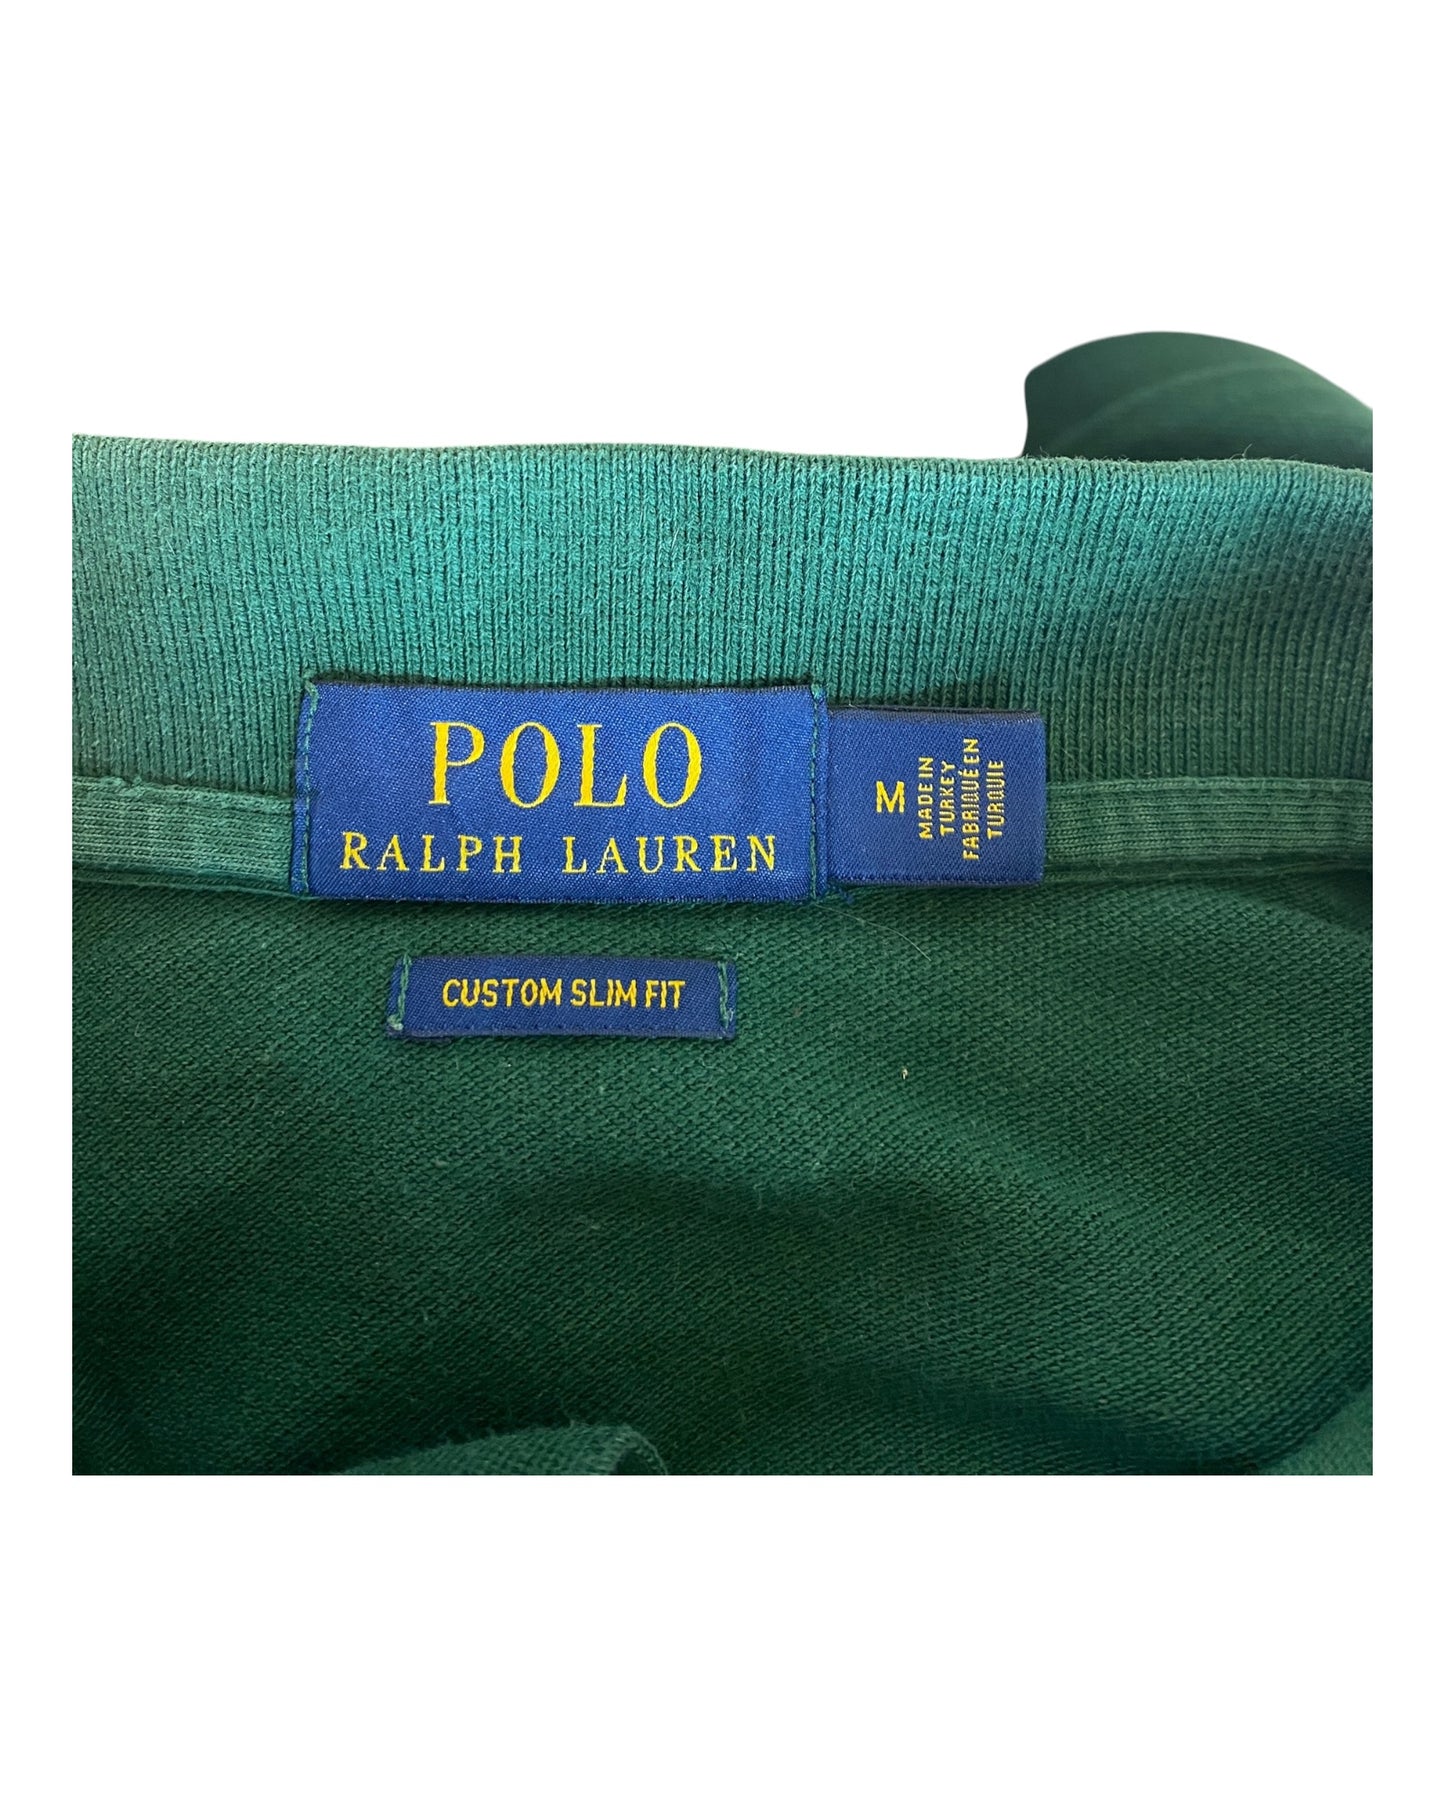 POLO
RALPH LAUREN
M
MADE IN
TURKEY
FABRIQUÉ EN
TURQUIE
CUSTOM SLIM FIT